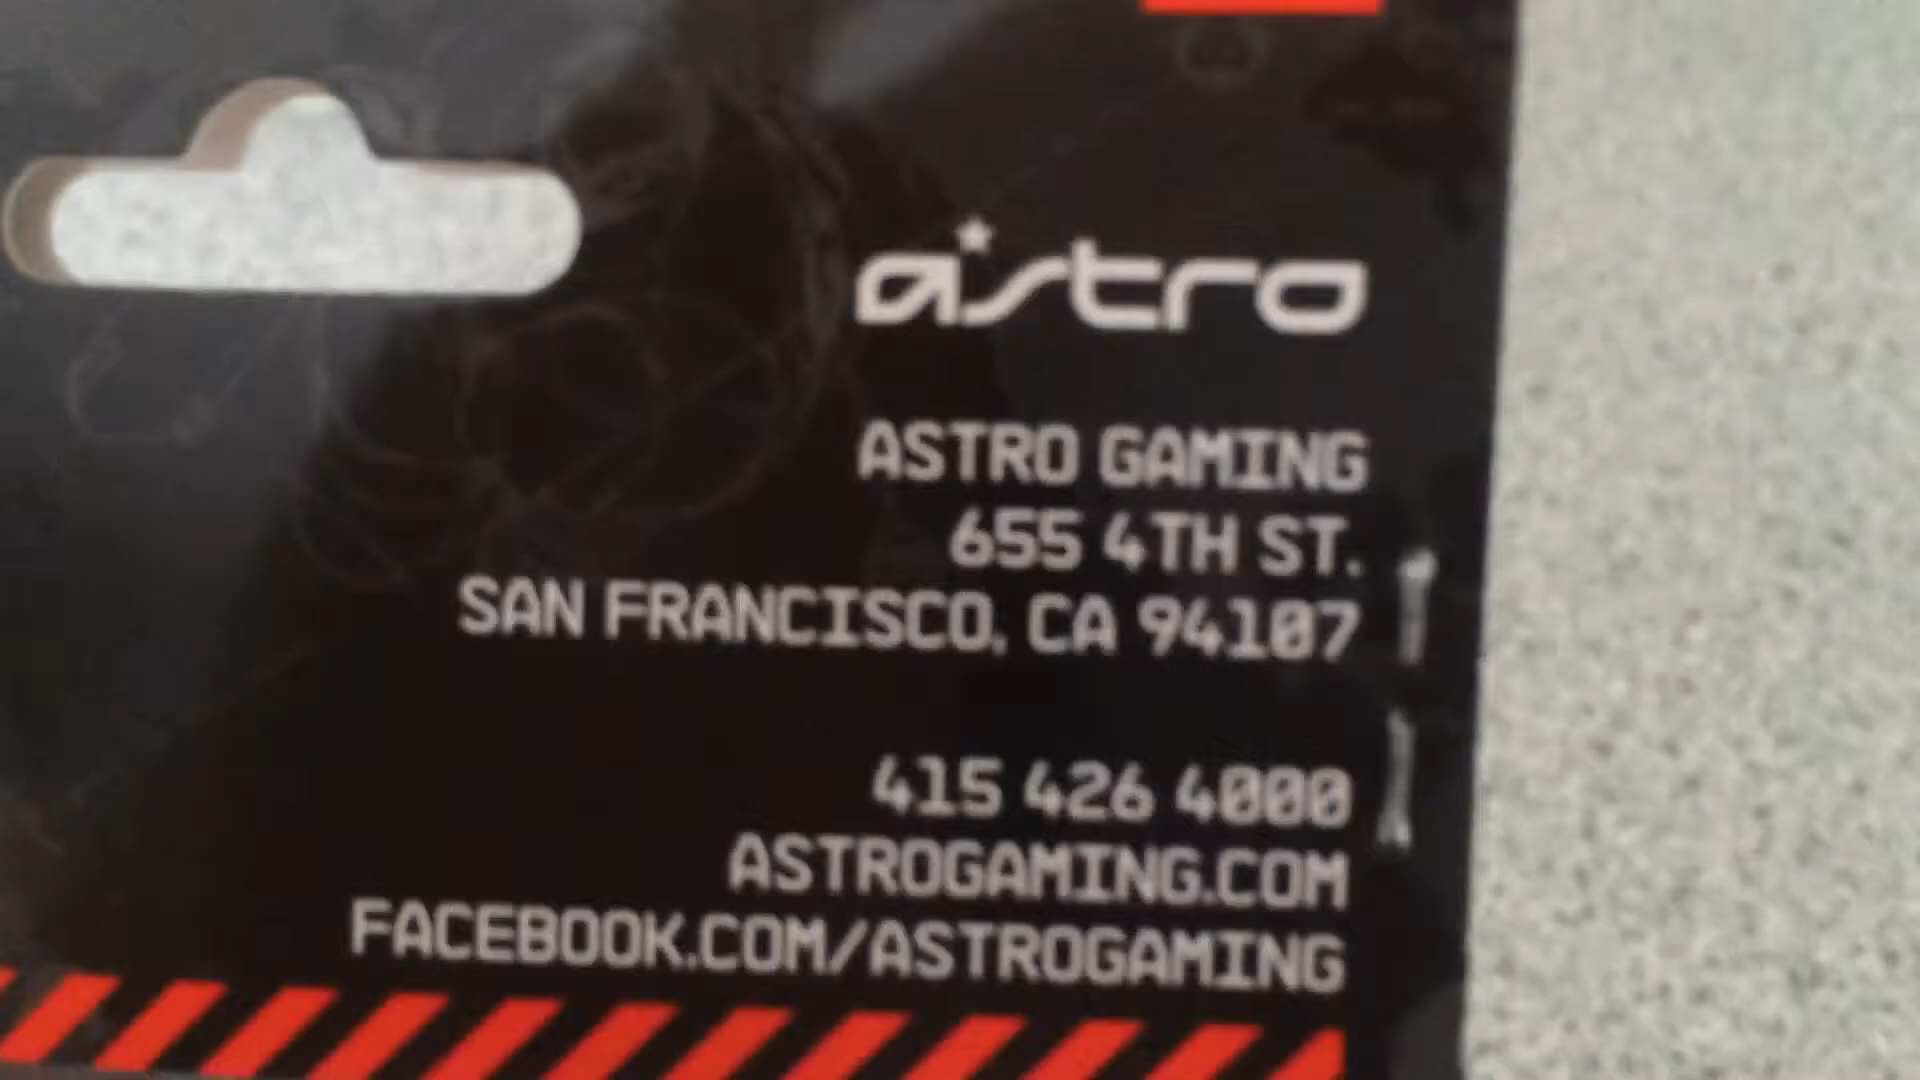 astro
ASTRO GAMING
655 4TH ST.
SAN FRANCISCO, CA 94107
415 426 4000
ASTROGAMING.COM
FACEBOOK.COM/ASTROGAMING